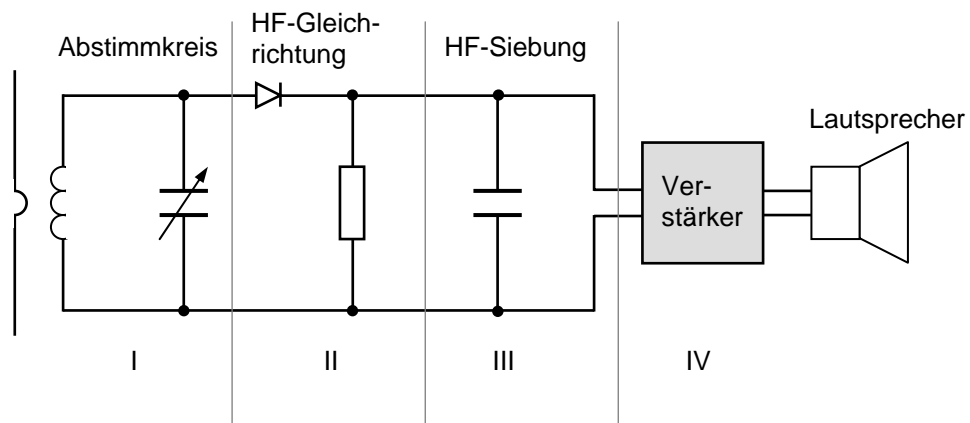 HF-Gleich-
richtung
Abstimmkreis
HF-Siebung
Lautsprecher
Ver-
stärker
I
II
III
IV